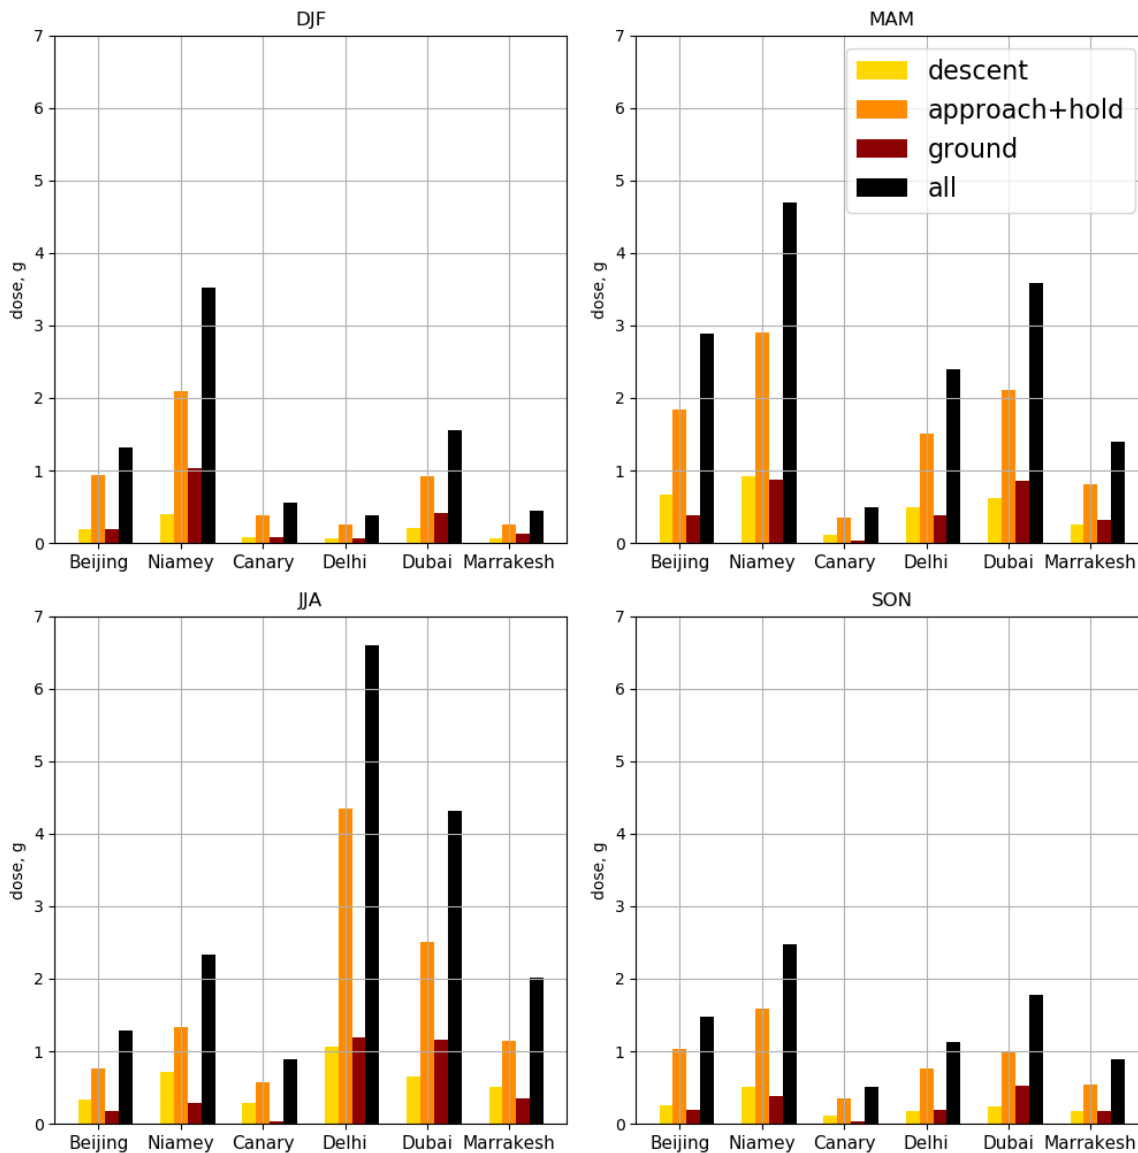 DJF
7
6
5
4
3
2
1
0
dose, g
Beijing Niamey Canary Delhi Dubai Marrakesh
MAM
7
6
5
4
3
2
1
0
dose, g
descent
approach+hold
ground
all
Beijing Niamey Canary Delhi Dubai Marrakesh
JJA
7
6
5
4
3
2
1
0
dose, g
Beijing Niamey Canary Delhi Dubai Marrakesh
SON
7
6
5
4
3
2
1
0
dose, g
Beijing Niamey Canary Delhi Dubai Marrakesh